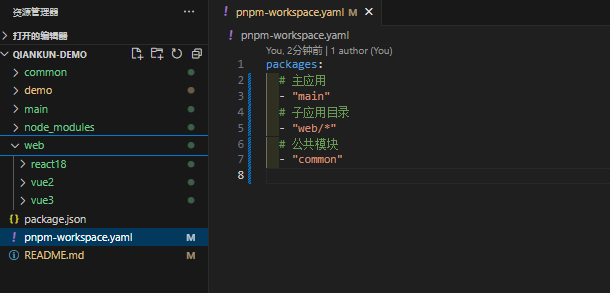 资源管理器
打开的编辑器
QIANKUN-DEMO
common
demo
main
node_modules
web
react18
vue2
vue3
package.json
pnpm-workspace.yaml M
README.md M
pnpm-workspace.yaml M
pnpm-workspace.yaml
You, 2分钟前 | 1 author (You)
1 packages:
2 # 主应用
3 - "main"
4 # 子应用目录
5 - "web/*"
6 # 公共模块
7 - "common"
8